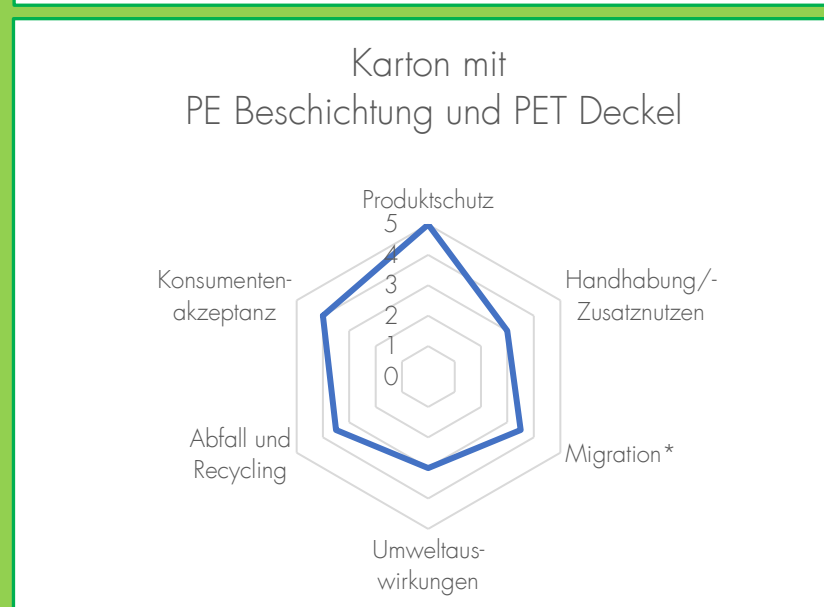 Karton mit
PE Beschichtung und PET Deckel
Produktschutz
5
4
3
2
1
0
Handhabung/-
Zusatznutzen
Migration*
Umweltaus-
wirkungen
Abfall und
Recycling
Konsumenten-
akzeptanz